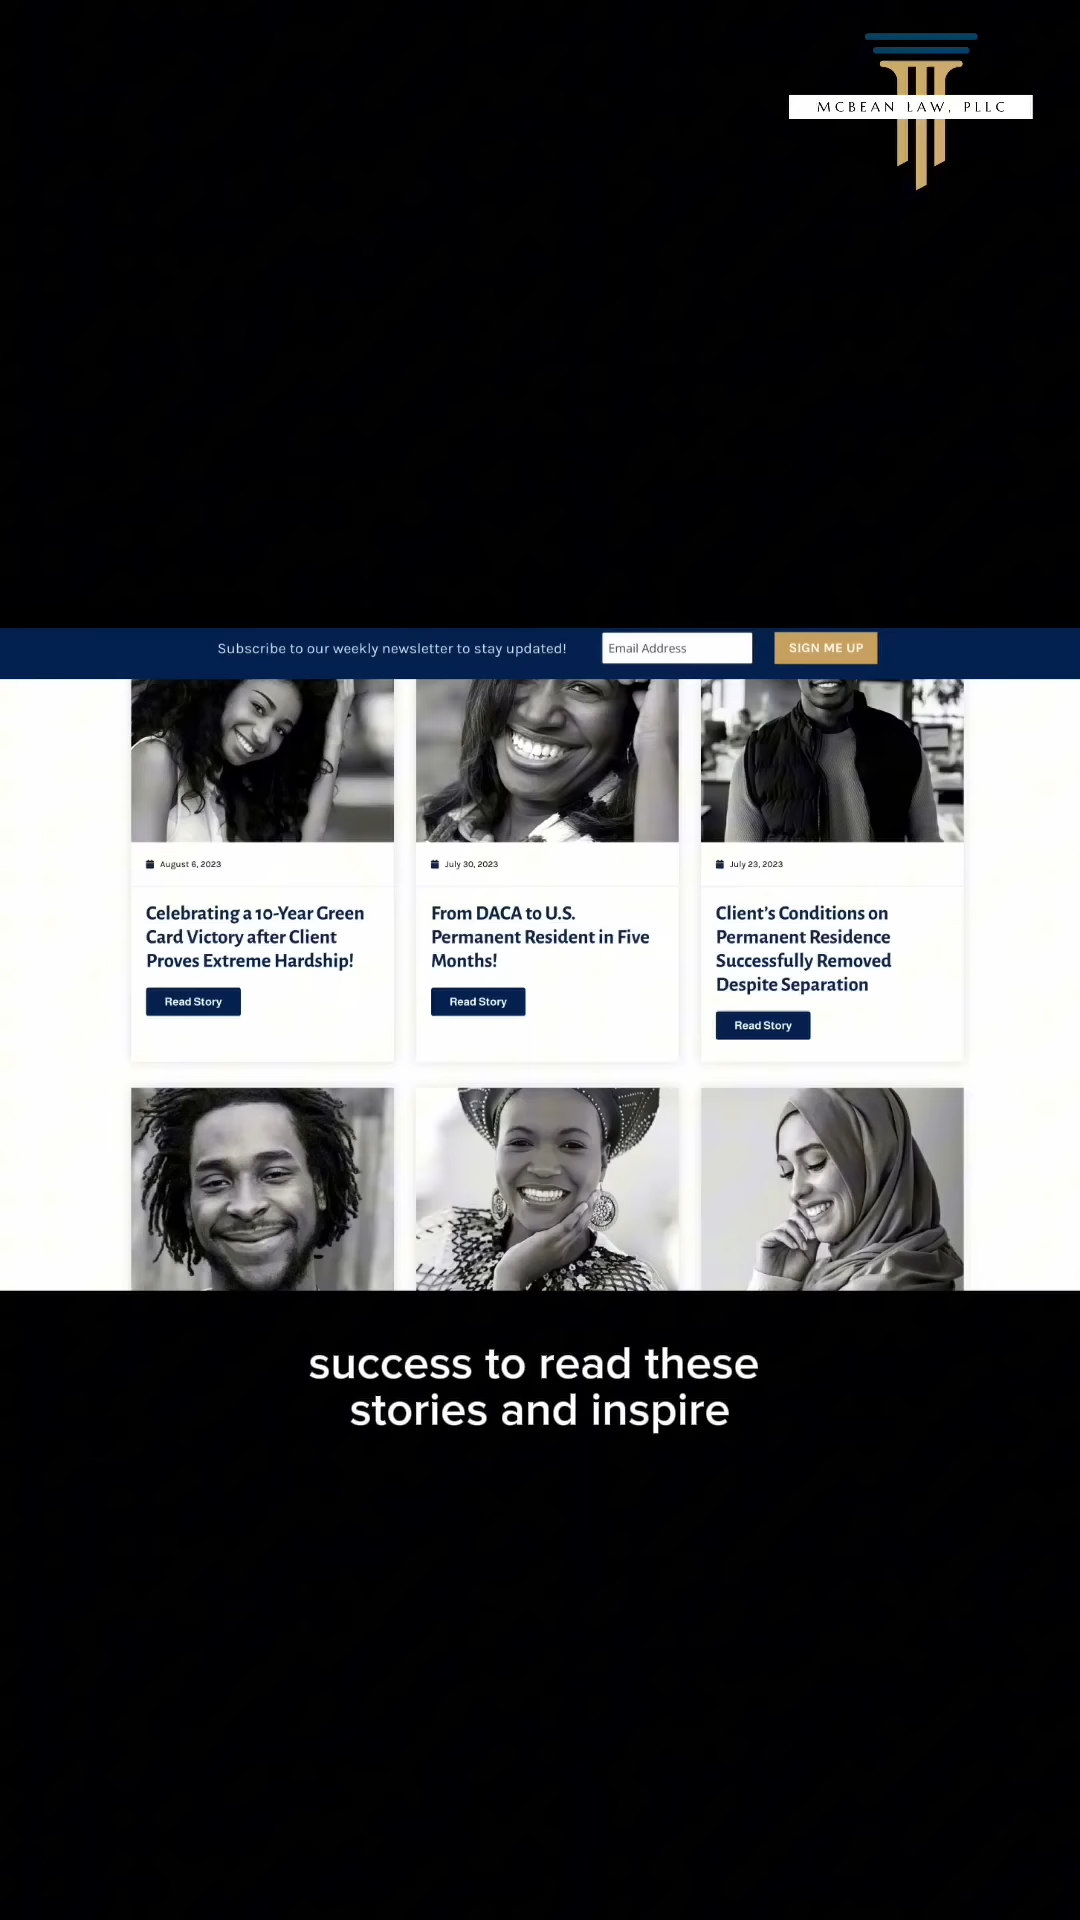 MCBEAN LAW, PLLC
Subscribe to our weekly newsletter to stay updated!
Email Address
SIGN ME UP
August 6, 2023
Celebrating a 10-Year Green
Card Victory after Client
Proves Extreme Hardship!
Read Story
July 30, 2023
From DACA to U.S.
Permanent Resident in Five
Months!
Read Story
July 23, 2023
Client's Conditions on
Permanent Residence
Successfully Removed
Despite Separation
Read Story
success to read these
stories and inspire